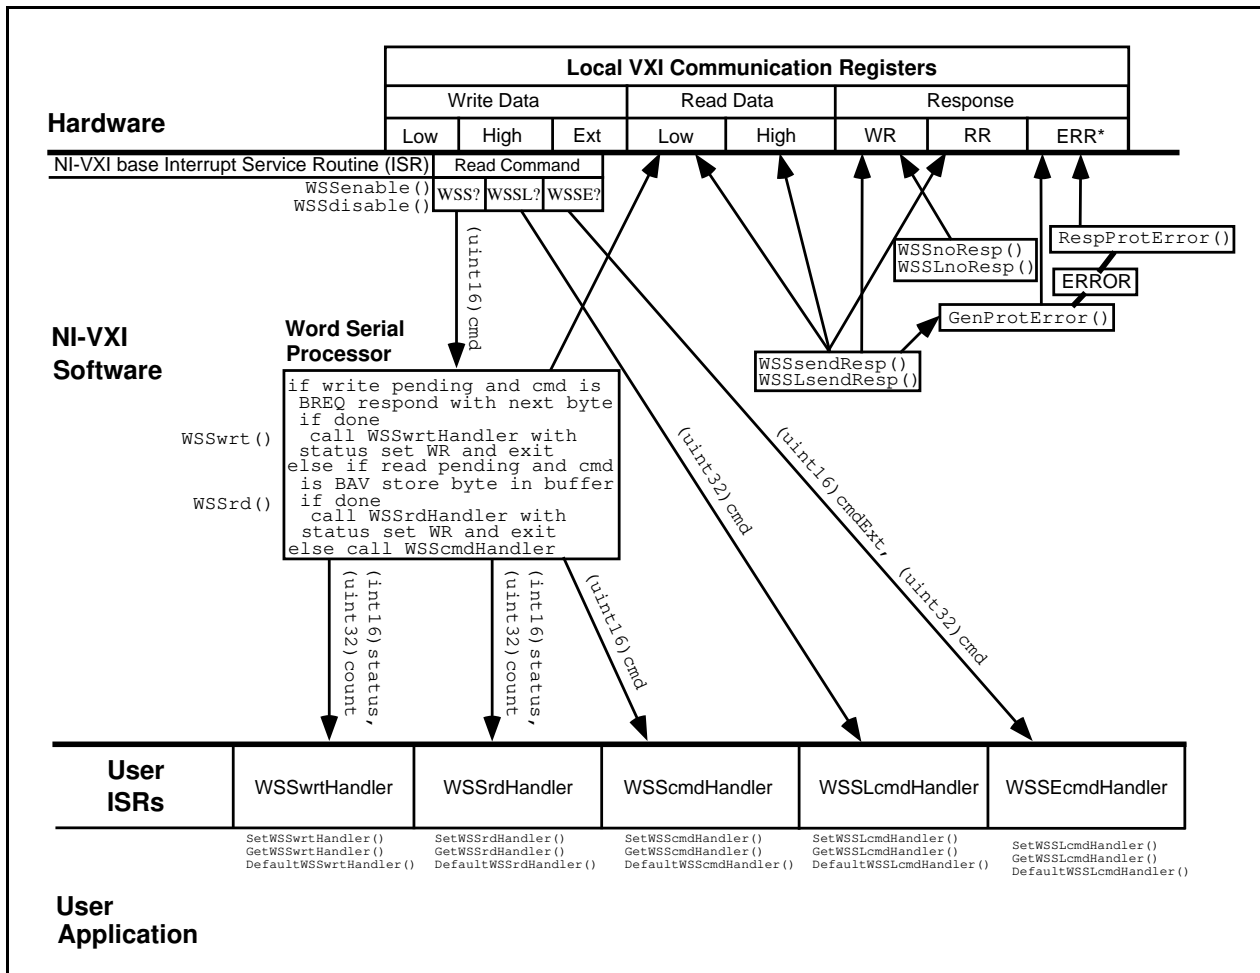 Local VXI Communication Registers
Write Data Read Data Response
Hardware
Low High Ext Low High WR RR ERR*
NI-VXI base Interrupt Service Routine (ISR) Read Command
WSSenable()
WSSdisable()
WSS? WSSL? WSSE?
(uint16)cmd
WSSnoResp()
WSSLnoResp()
RespProtError()
ERROR
GenProtError()
WSSsendResp()
WSSLsendResp()
NI-VXI
Software
Word Serial
Processor
if write pending and cmd is
BREQ respond with next byte
if done
call WSSwrtHandler with
status set WR and exit
else if read pending and cmd
is BAV store byte in buffer
if done
call WSSrdHandler with
status set WR and exit
else call WSScmdHandler
WSSwrt()
WSSrd()
(int16)status,
(uint32)count
(int16)status,
(uint32)count
(uint16)cmd
(uint32)cmd
(uint16)cmdExt, (uint32)cmd
User
ISRs
WSSwrtHandler WSSrdHandler WSScmdHandler WSSLcmdHandler WSSEcmdHandler
SetWSSwrtHandler()
GetWSSwrtHandler()
DefaultWSSwrtHandler()
SetWSSrdHandler()
GetWSSrdHandler()
DefaultWSSrdHandler()
SetWSScmdHandler()
GetWSScmdHandler()
DefaultWSScmdHandler()
SetWSSLcmdHandler()
GetWSSLcmdHandler()
DefaultWSSLcmdHandler()
SetWSSLcmdHandler()
GetWSSLcmdHandler()
DefaultWSSLcmdHandler()
User
Application